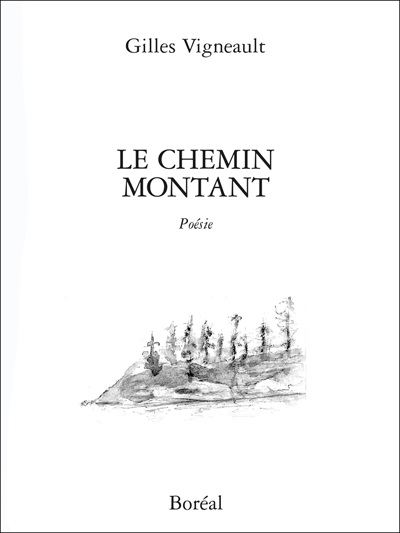 Gilles Vigneault
LE CHEMIN
MONTANT
Poésie
Boréal